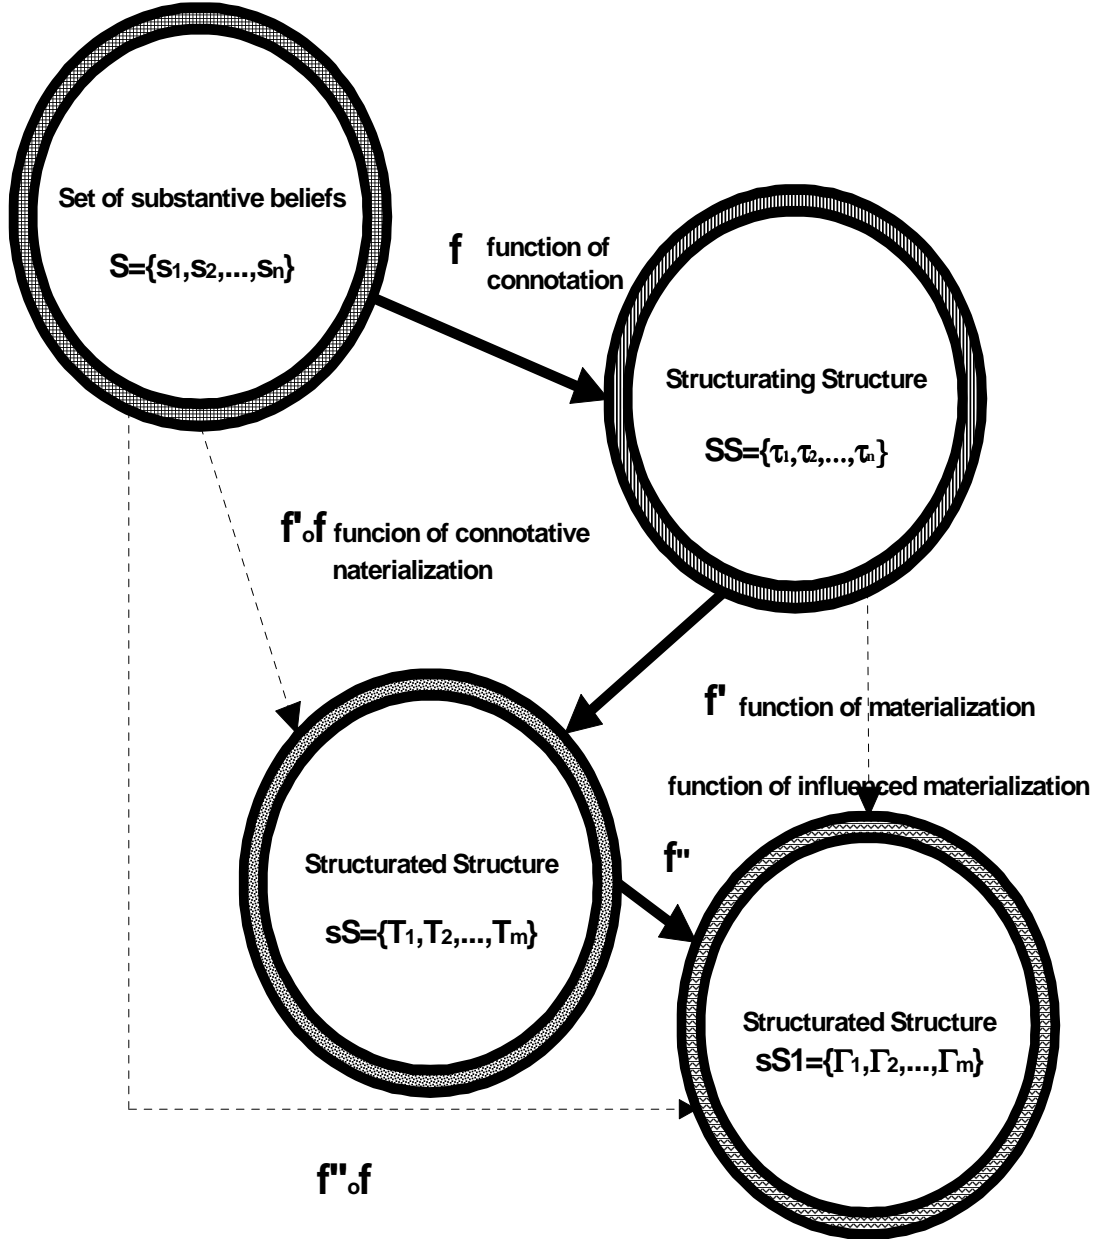 Set of substantive beliefs
S={s1,s2,...,sn}
f function of
connotation
Structurating Structure
SS={τ1,τ2,...,τn}
f'ₒf funcion of connotative
naterialization
f' function of materialization
function of influenced materialization
Structurated Structure
sS={T1,T2,...,Tm}
f"
Structurated Structure
sS1={Γ1,Γ2,...,Γm}
f"ₒf